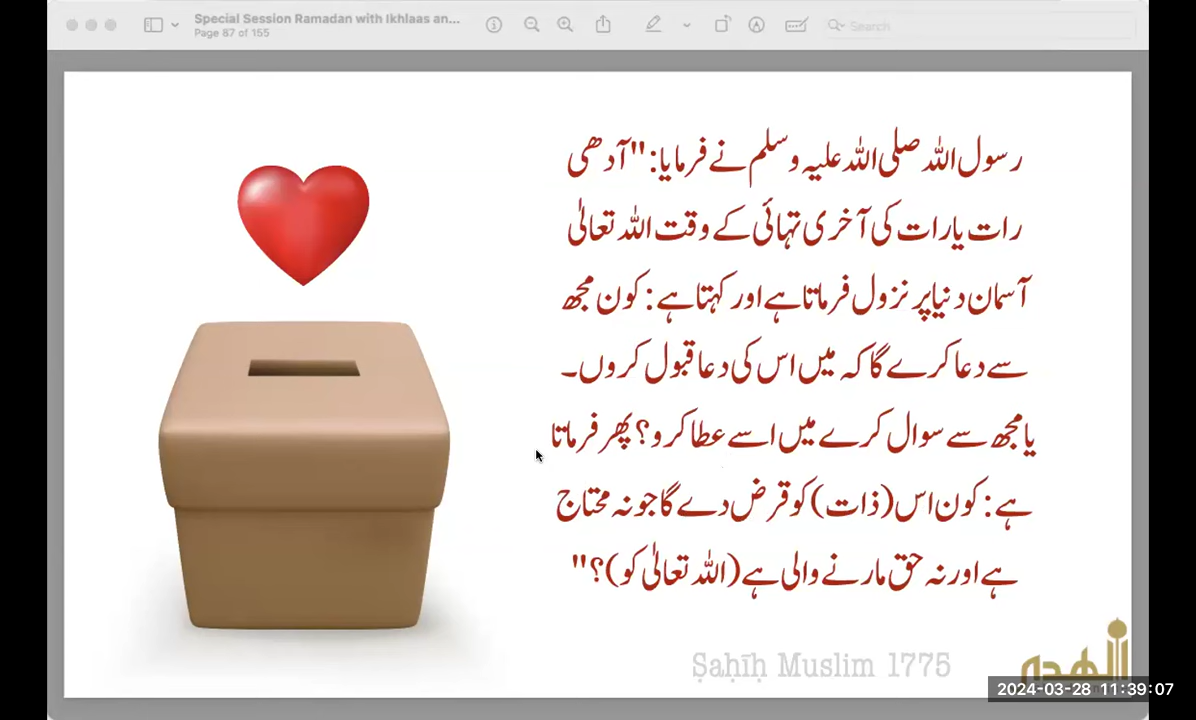 Special Session Ramadan with Ikhlaas an...
Page 87 of 155
Search
رسول اللہ صلی اللہ علیہ وسلم نے فرمایا: "آدھی
رات یا رات کی آخری تہائی کے وقت اللہ تعالیٰ
آسمان دنیا پر نزول فرماتا ہے اور کہتا ہے: کون مجھ
سے دعا کرے گا کہ میں اس کی دعا قبول کروں۔
یا مجھ سے سوال کرے میں اسے عطا کرو؟ پھر فرماتا
ہے: کون اس (ذات) کو قرض دے گا جو نہ محتاج
ہے اور نہ حق مارنے والی ہے (اللہ تعالیٰ کو)؟"
Ṣaḥīḥ Muslim 1775
الهدى
2024-03-28 11:39:07